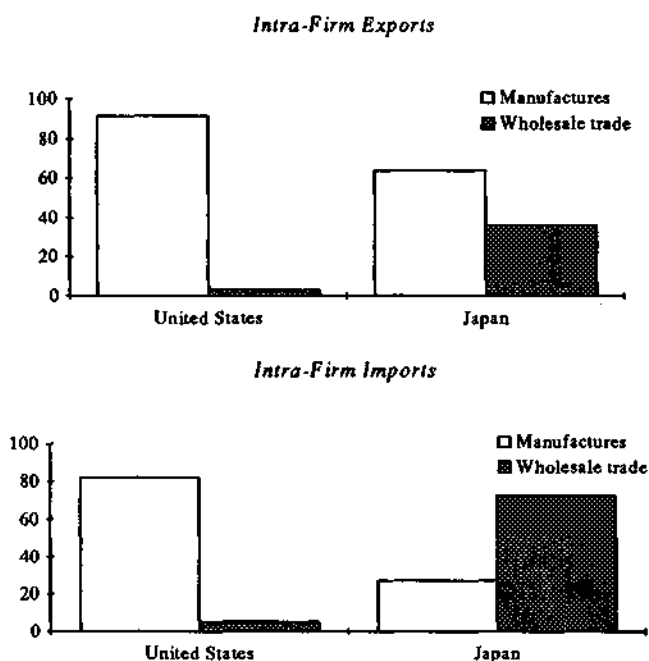 Intra-Firm Exports
Manufactures
Wholesale trade
100
80
60
40
20
0
United States Japan
Intra-Firm Imports
Manufactures
Wholesale trade
100
80
60
40
20
0
United States Japan